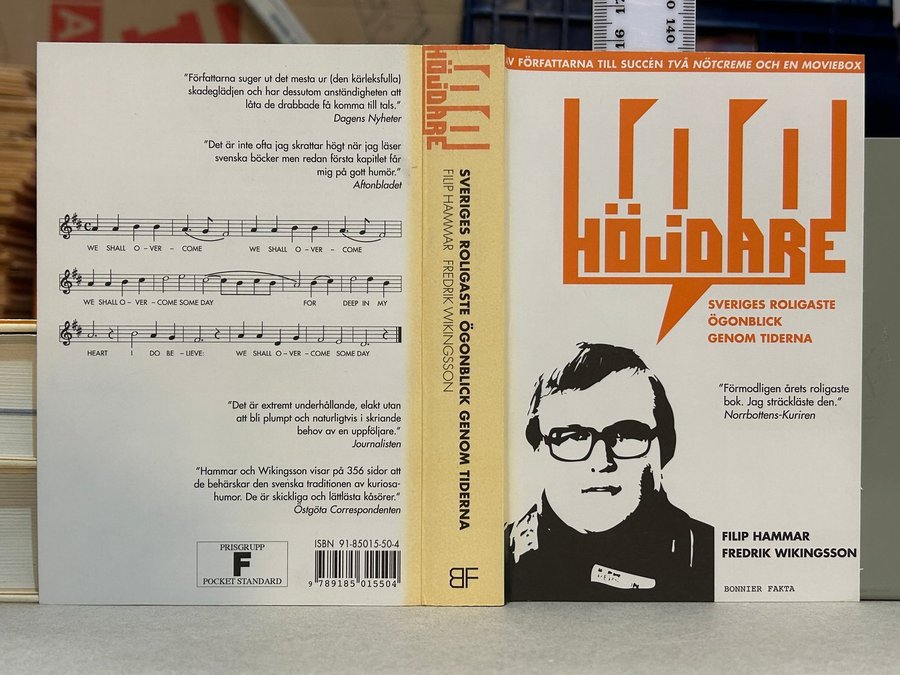 "Författarna suger ut det mesta ur (den kärleksfulla)
skadeglädjen och har dessutom anständigheten att
låta de drabbade få komma till tals."
Dagens Nyheter
"Det är inte ofta jag skrattar högt när jag läser
svenska böcker men redan första kapitlet får
mig på gott humör."
Aftonbladet
WE SHALL O – VER – COME WE SHALL O – VER – COME
WE SHALL O – VER – COME SOME DAY FOR DEEP IN MY
HEART I DO BE – LIEVE: WE SHALL O – VER – COME SOME DAY
"Det är extremt underhållande, elakt utan
att bli plumpt och naturligtvis i skriande
behov av en uppföljare."
Journalisten
"Hammar och Wikingsson visar på 356 sidor att
de behärskar den svenska traditionen av kuriosa-
humor. De är skickliga och lättlästa kåsörer."
Östgöta Correspondenten
PRISGRUPP
F
POCKET STANDARD
ISBN 91-85015-50-4
9 789185 015504
HÖJDARE
SVERIGES ROLIGASTE ÖGONBLICK GENOM TIDERNA
FILIP HAMMAR FREDRIK WIKINGSSON
BF
AV FÖRFATTARNA TILL SUCCÉN TVÅ NÖTCREME OCH EN MOVIEBOX
HÖJDARE
SVERIGES ROLIGASTE
ÖGONBLICK
GENOM TIDERNA
"Förmodligen årets roligaste
bok. Jag sträckläste den."
Norrbottens-Kuriren
FILIP HAMMAR
FREDRIK WIKINGSSON
BONNIER FAKTA
140
16